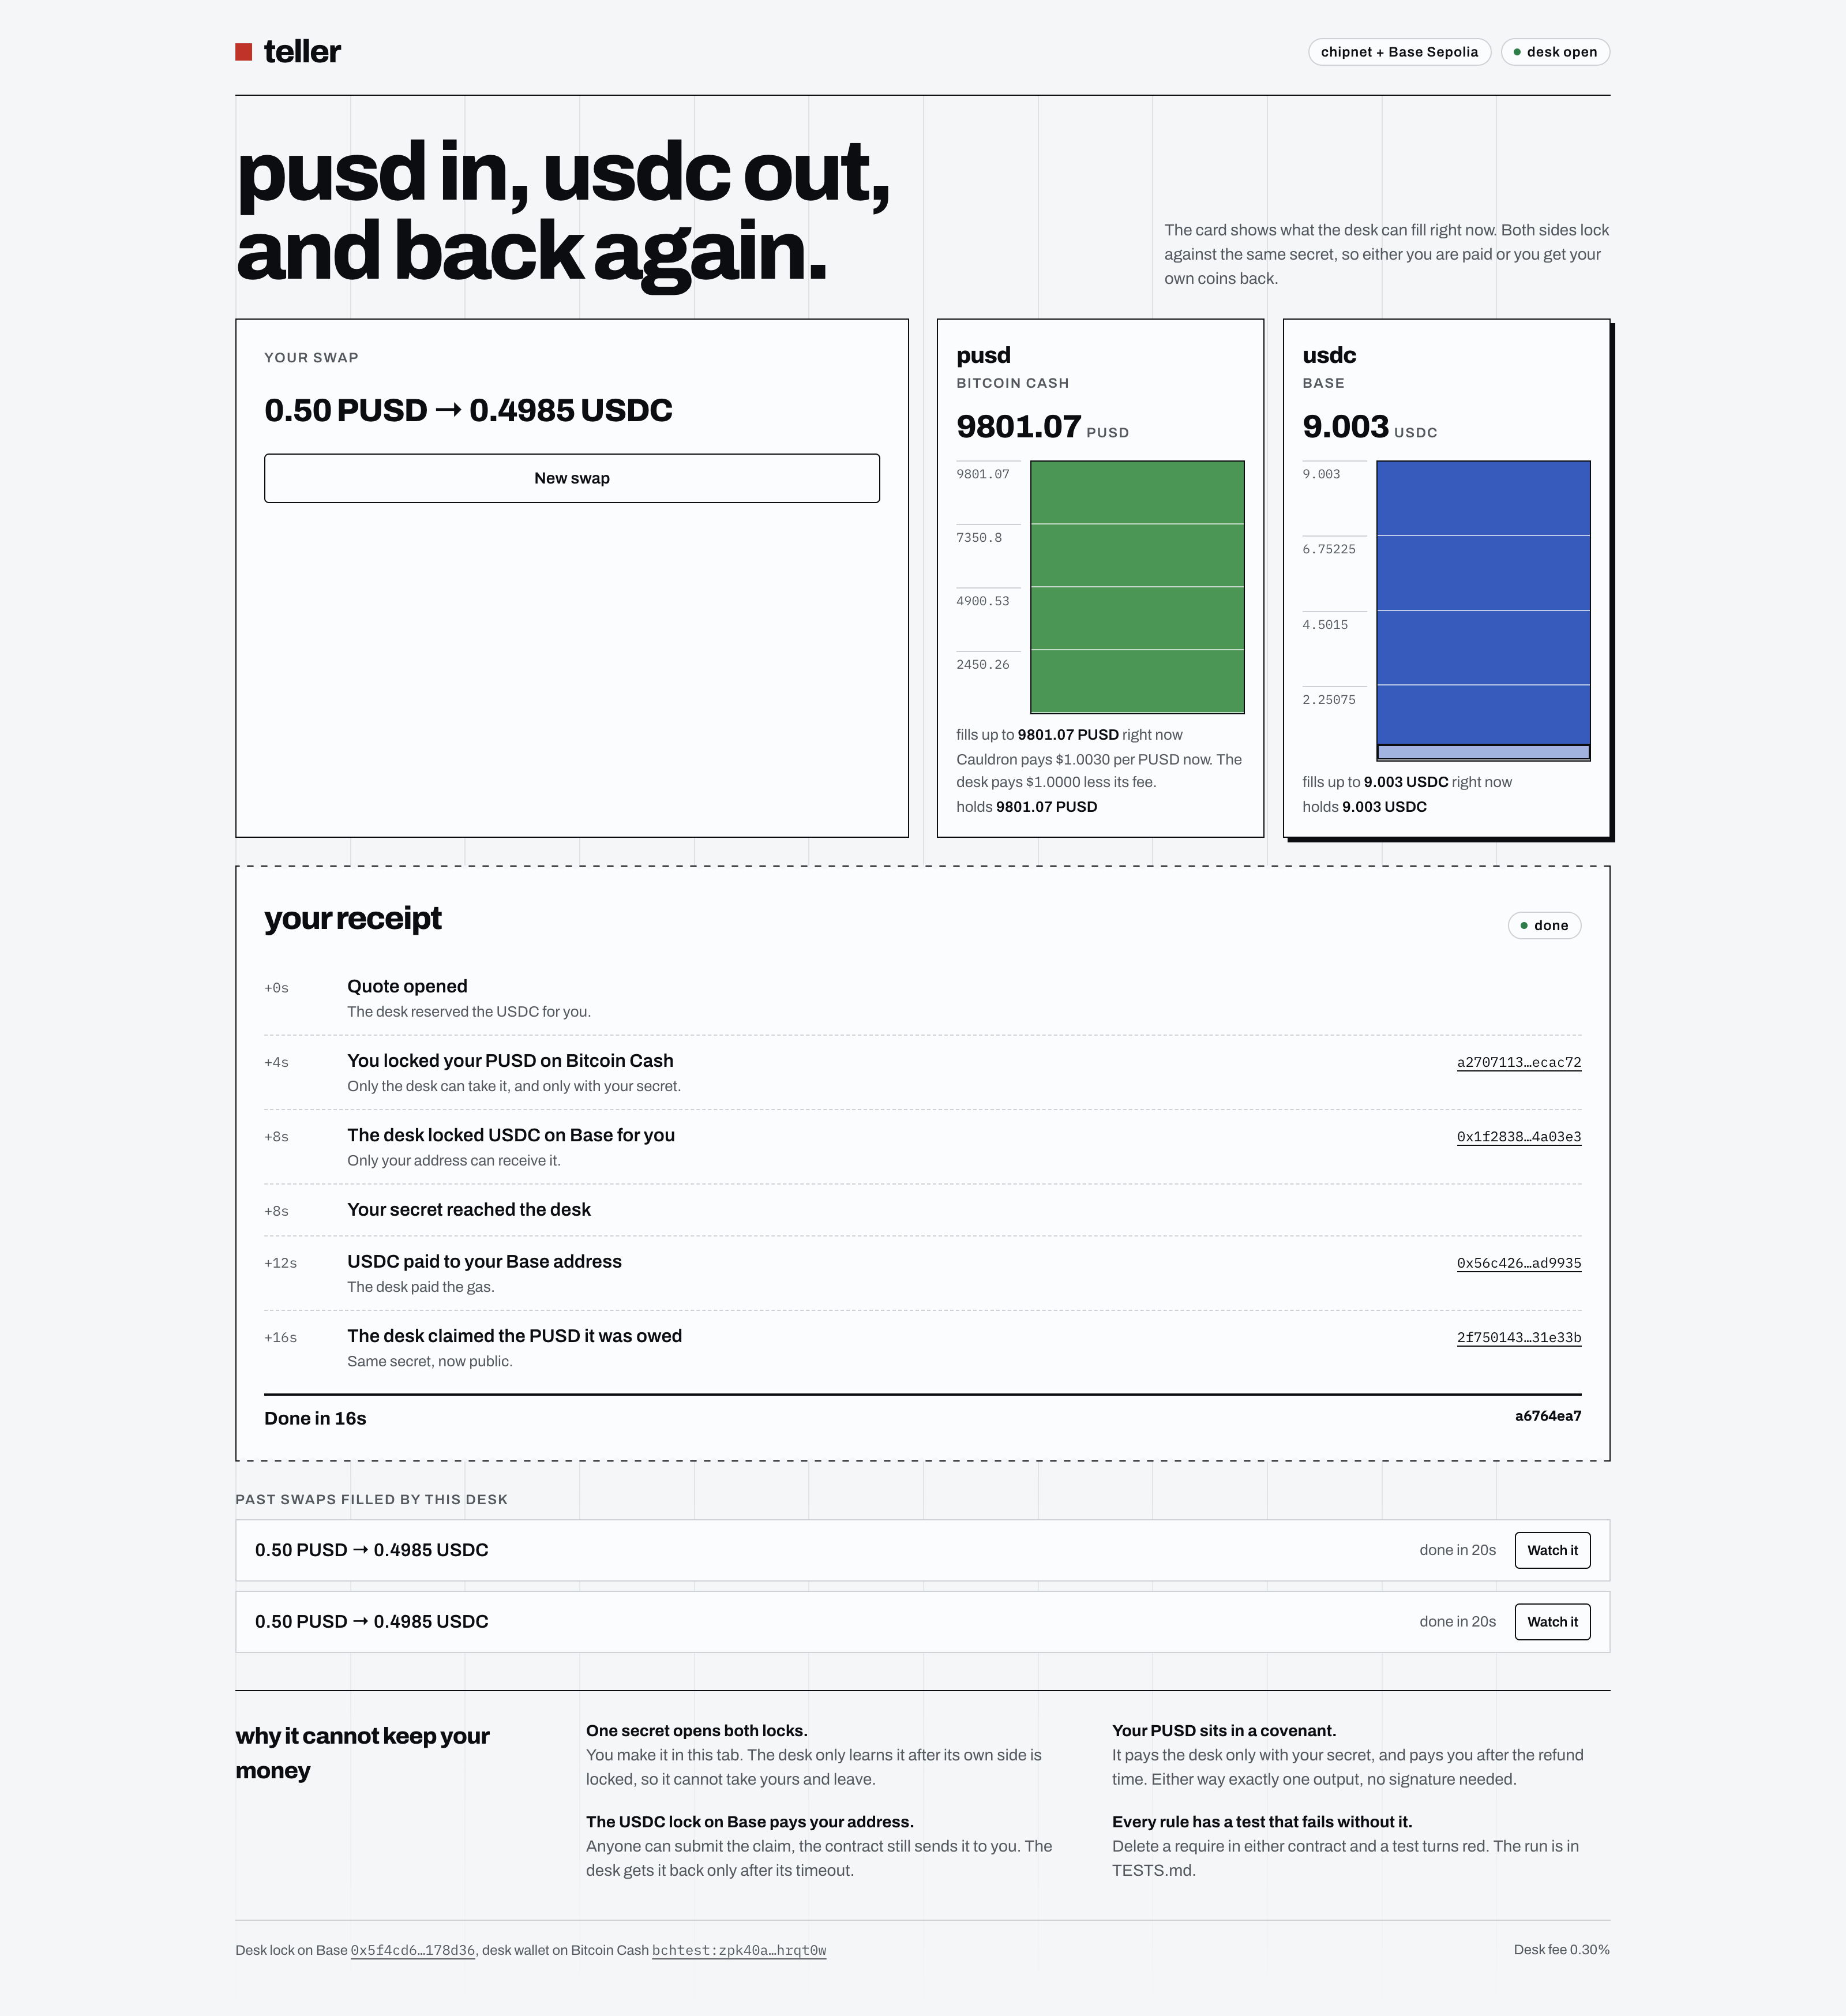 teller
chipnet + Base Sepolia
desk open
pusd in, usdc out,
and back again.
The card shows what the desk can fill right now. Both sides lock
against the same secret, so either you are paid or you get your
own coins back.
YOUR SWAP
0.50 PUSD → 0.4985 USDC
New swap
pusd
BITCOIN CASH
9801.07 PUSD
9801.07
7350.8
4900.53
2450.26
fills up to 9801.07 PUSD right now
Cauldron pays $1.0030 per PUSD now. The
desk pays $1.0000 less its fee.
holds 9801.07 PUSD
usdc
BASE
9.003 USDC
9.003
6.75225
4.5015
2.25075
fills up to 9.003 USDC right now
holds 9.003 USDC
your receipt
done
+0s
Quote opened
The desk reserved the USDC for you.
+4s
You locked your PUSD on Bitcoin Cash
a2707113…ecac72
Only the desk can take it, and only with your secret.
+8s
The desk locked USDC on Base for you
0x1f2838…4a03e3
Only your address can receive it.
+8s
Your secret reached the desk
+12s
USDC paid to your Base address
0x56c426…ad9935
The desk paid the gas.
+16s
The desk claimed the PUSD it was owed
2f750143…31e33b
Same secret, now public.
Done in 16s
a6764ea7
PAST SWAPS FILLED BY THIS DESK
0.50 PUSD → 0.4985 USDC
done in 20s
Watch it
0.50 PUSD → 0.4985 USDC
done in 20s
Watch it
why it cannot keep your
money
One secret opens both locks.
You make it in this tab. The desk only learns it after its own side is
locked, so it cannot take yours and leave.
The USDC lock on Base pays your address.
Anyone can submit the claim, the contract still sends it to you. The
desk gets it back only after its timeout.
Your PUSD sits in a covenant.
It pays the desk only with your secret, and pays you after the refund
time. Either way exactly one output, no signature needed.
Every rule has a test that fails without it.
Delete a require in either contract and a test turns red. The run is in
TESTS.md.
Desk lock on Base 0x5f4cd6…178d36, desk wallet on Bitcoin Cash bchtest:zpk40a…hrqt0w
Desk fee 0.30%